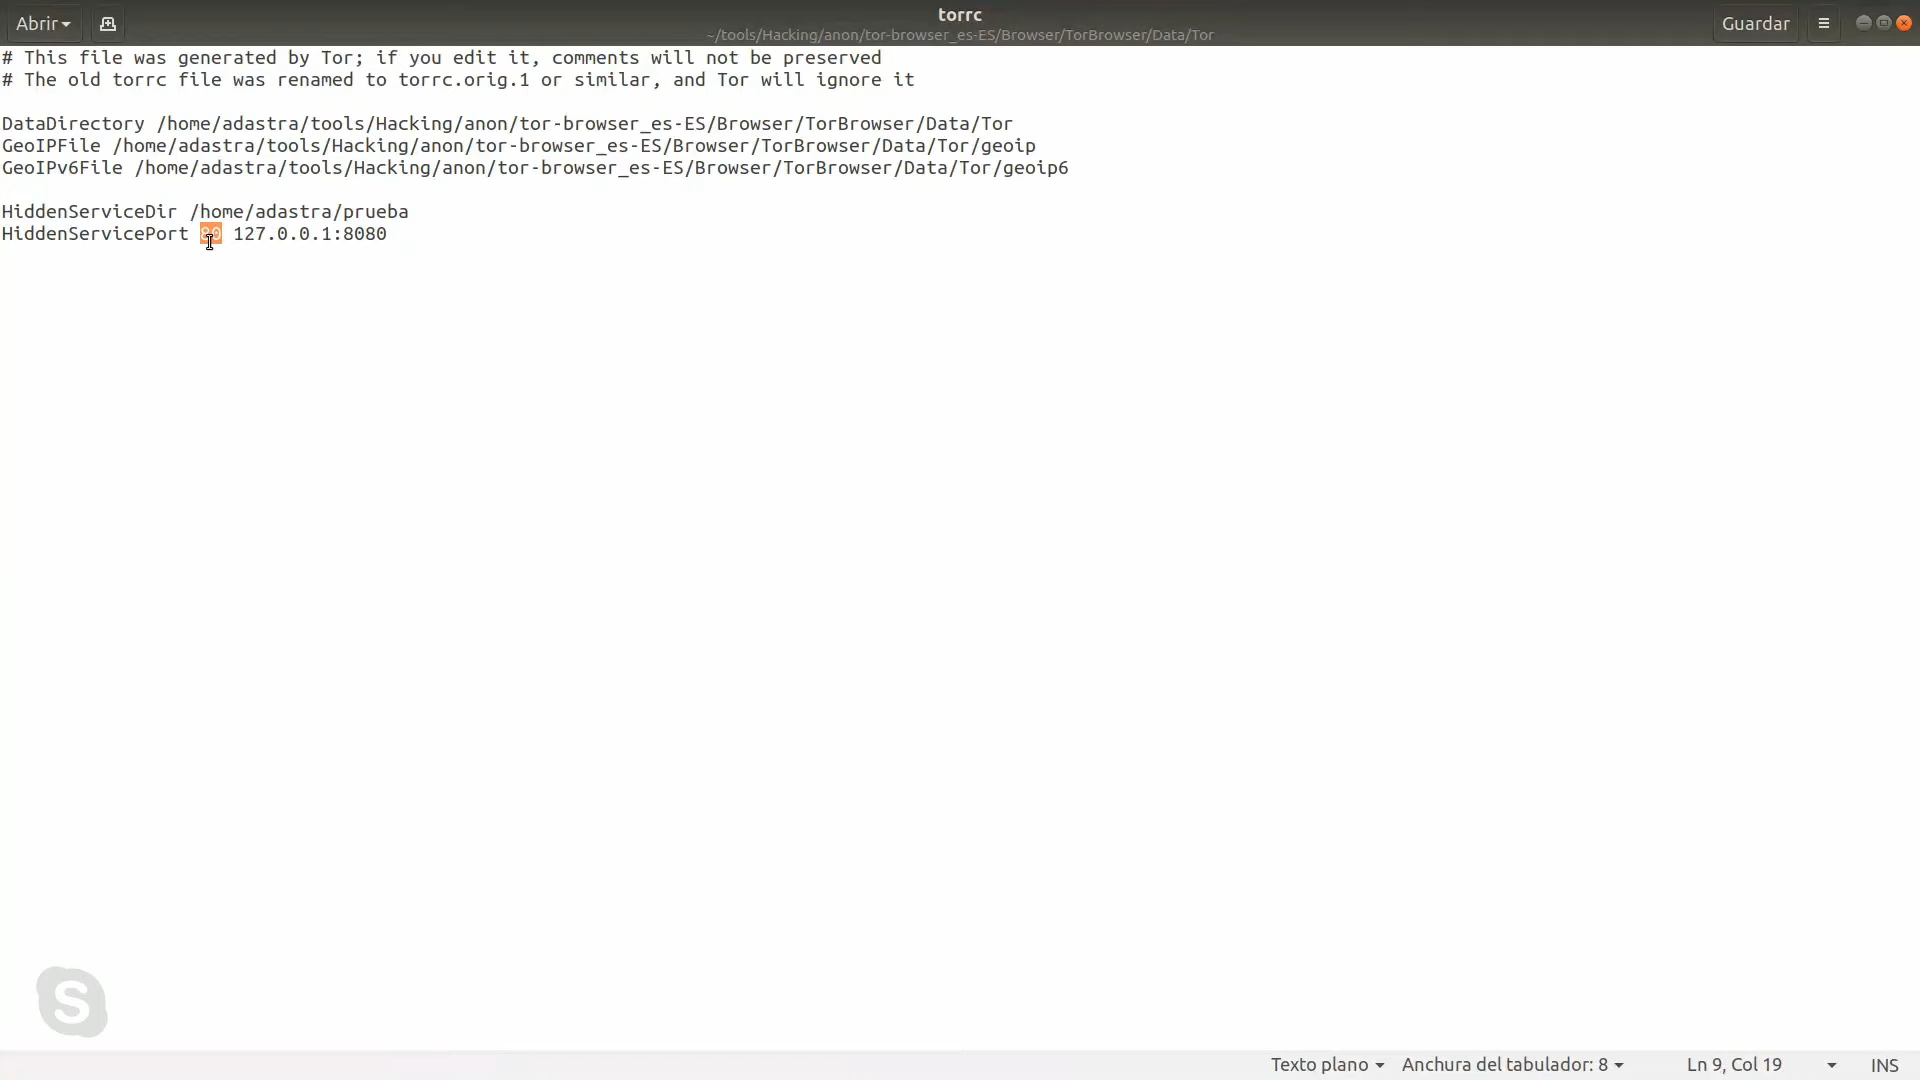 Abrir
torrc
~/tools/Hacking/anon/tor-browser_es-ES/Browser/TorBrowser/Data/Tor
Guardar
# This file was generated by Tor; if you edit it, comments will not be preserved
# The old torrc file was renamed to torrc.orig.1 or similar, and Tor will ignore it
DataDirectory /home/adastra/tools/Hacking/anon/tor-browser_es-ES/Browser/TorBrowser/Data/Tor
GeoIPFile /home/adastra/tools/Hacking/anon/tor-browser_es-ES/Browser/TorBrowser/Data/Tor/geoip
GeoIPv6File /home/adastra/tools/Hacking/anon/tor-browser_es-ES/Browser/TorBrowser/Data/Tor/geoip6
HiddenServiceDir /home/adastra/prueba
HiddenServicePort 80 127.0.0.1:8080
S
Texto plano Anchura del tabulador: 8 Ln 9, Col 19 INS